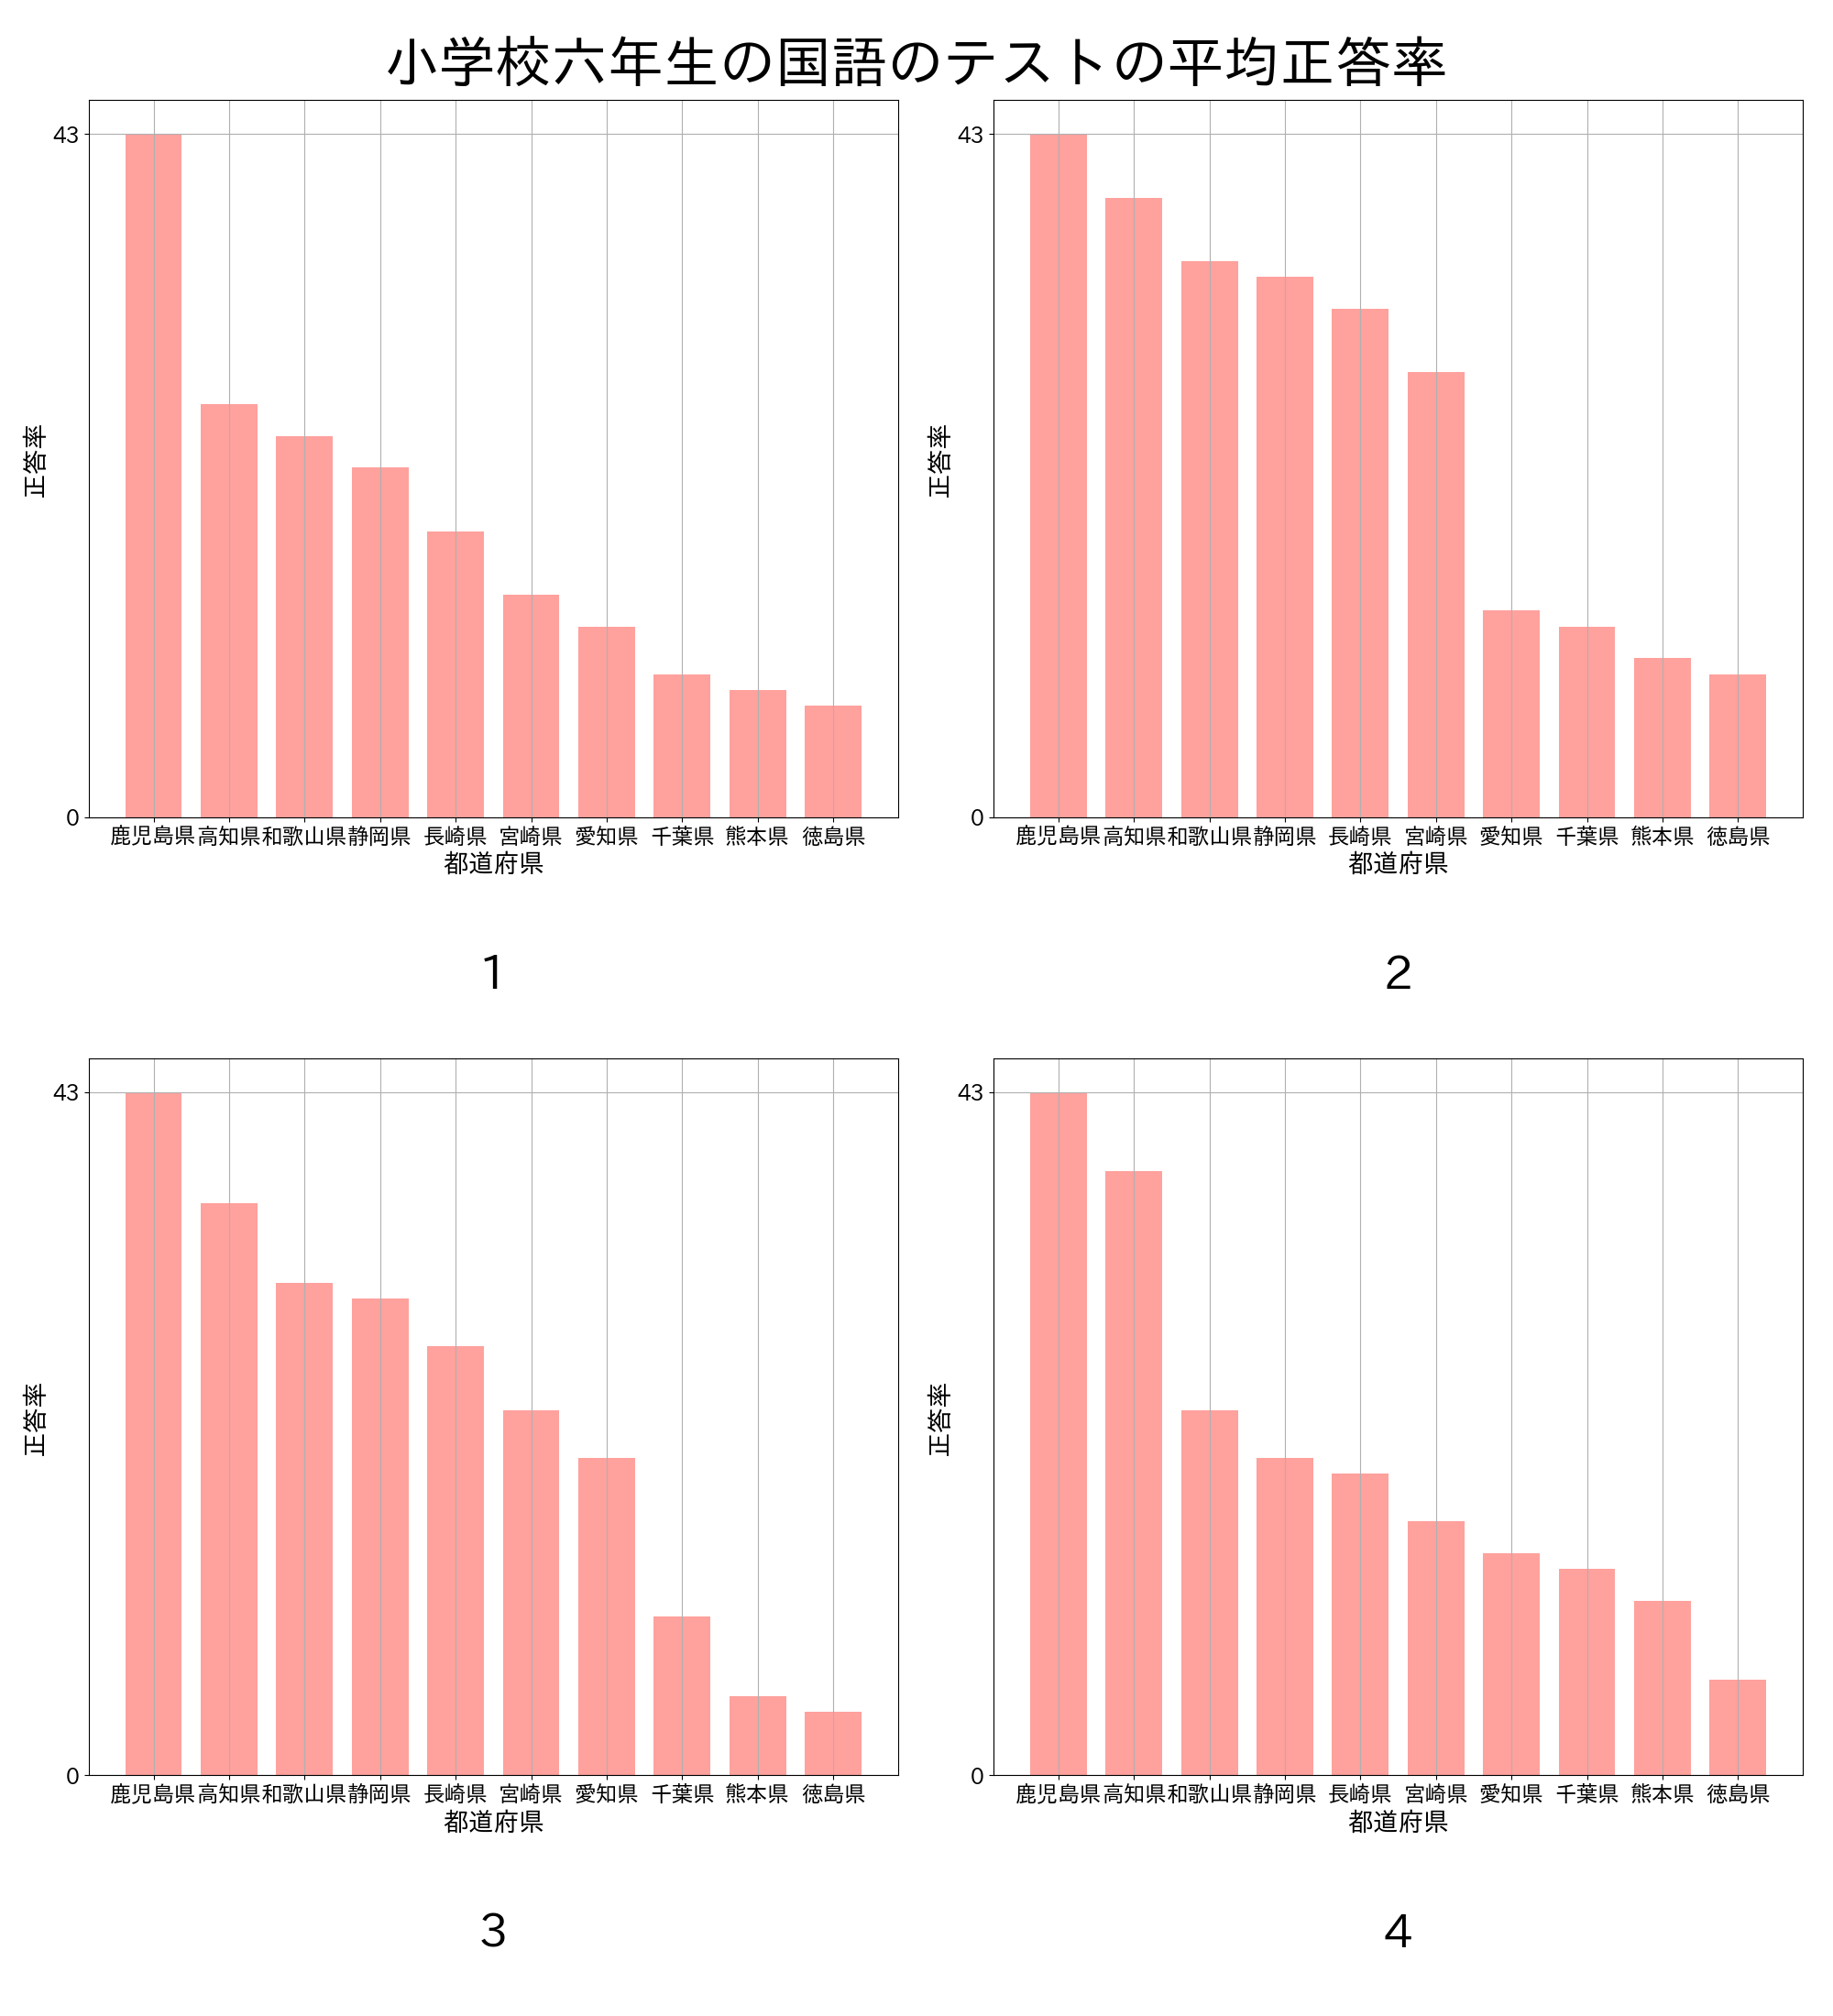 小学校六年生の国語のテストの平均正答率
43
0
正答率
鹿児島県 高知県 和歌山県 静岡県 長崎県 宮崎県 愛知県 千葉県 熊本県 徳島県
都道府県
1
43
0
正答率
鹿児島県 高知県 和歌山県 静岡県 長崎県 宮崎県 愛知県 千葉県 熊本県 徳島県
都道府県
2
43
0
正答率
鹿児島県 高知県 和歌山県 静岡県 長崎県 宮崎県 愛知県 千葉県 熊本県 徳島県
都道府県
3
43
0
正答率
鹿児島県 高知県 和歌山県 静岡県 長崎県 宮崎県 愛知県 千葉県 熊本県 徳島県
都道府県
4